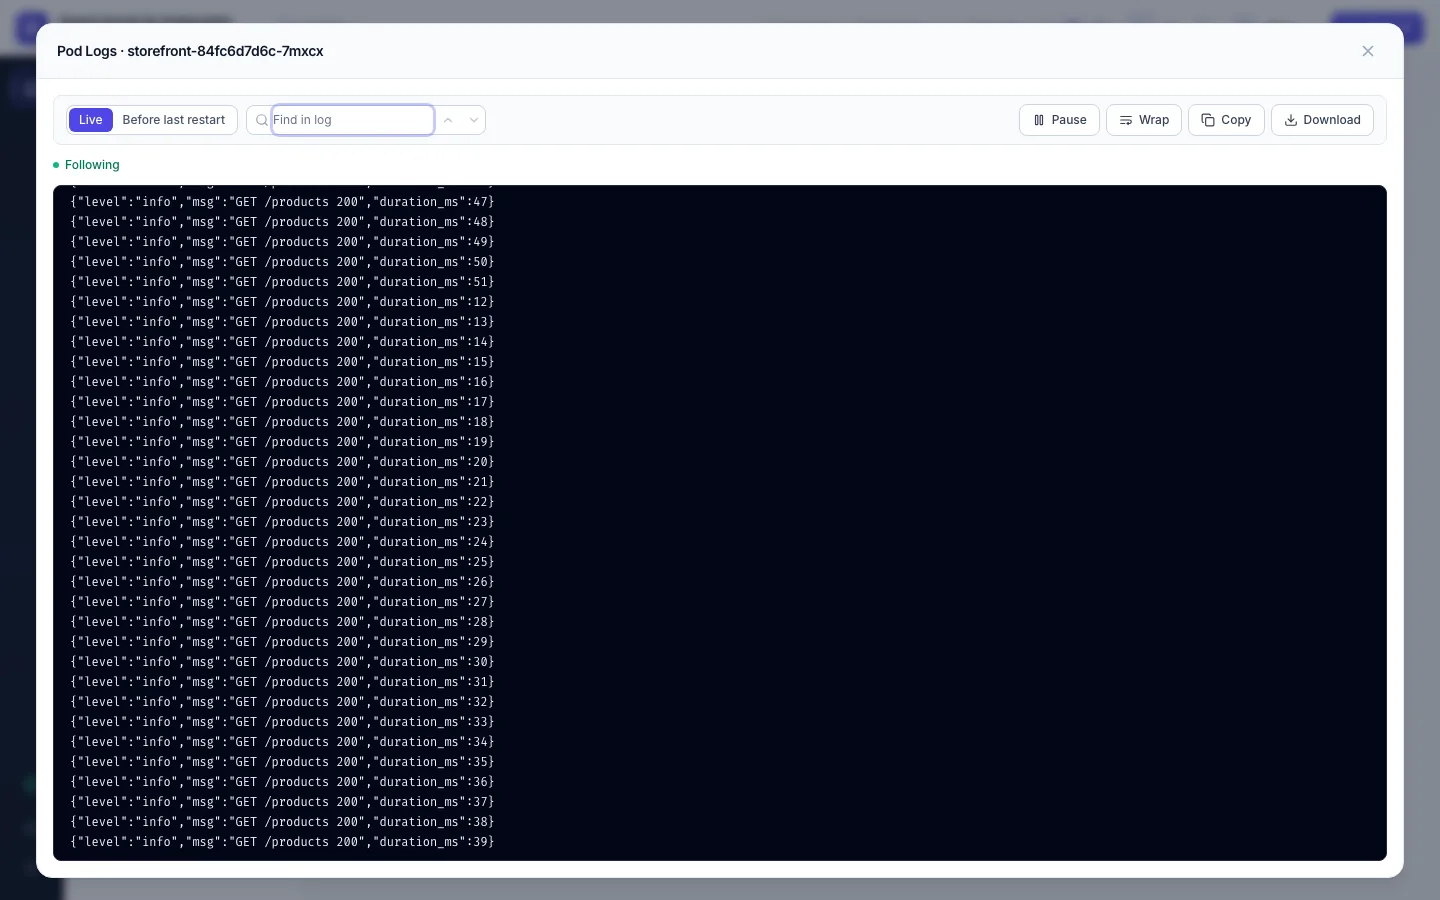 Pod Logs · storefront-84fc6d7d6c-7mxcx
Live Before last restart Find in log Pause Wrap Copy Download
Following
{"level":"info","msg":"GET /products 200","duration_ms":47}
{"level":"info","msg":"GET /products 200","duration_ms":48}
{"level":"info","msg":"GET /products 200","duration_ms":49}
{"level":"info","msg":"GET /products 200","duration_ms":50}
{"level":"info","msg":"GET /products 200","duration_ms":51}
{"level":"info","msg":"GET /products 200","duration_ms":12}
{"level":"info","msg":"GET /products 200","duration_ms":13}
{"level":"info","msg":"GET /products 200","duration_ms":14}
{"level":"info","msg":"GET /products 200","duration_ms":15}
{"level":"info","msg":"GET /products 200","duration_ms":16}
{"level":"info","msg":"GET /products 200","duration_ms":17}
{"level":"info","msg":"GET /products 200","duration_ms":18}
{"level":"info","msg":"GET /products 200","duration_ms":19}
{"level":"info","msg":"GET /products 200","duration_ms":20}
{"level":"info","msg":"GET /products 200","duration_ms":21}
{"level":"info","msg":"GET /products 200","duration_ms":22}
{"level":"info","msg":"GET /products 200","duration_ms":23}
{"level":"info","msg":"GET /products 200","duration_ms":24}
{"level":"info","msg":"GET /products 200","duration_ms":25}
{"level":"info","msg":"GET /products 200","duration_ms":26}
{"level":"info","msg":"GET /products 200","duration_ms":27}
{"level":"info","msg":"GET /products 200","duration_ms":28}
{"level":"info","msg":"GET /products 200","duration_ms":29}
{"level":"info","msg":"GET /products 200","duration_ms":30}
{"level":"info","msg":"GET /products 200","duration_ms":31}
{"level":"info","msg":"GET /products 200","duration_ms":32}
{"level":"info","msg":"GET /products 200","duration_ms":33}
{"level":"info","msg":"GET /products 200","duration_ms":34}
{"level":"info","msg":"GET /products 200","duration_ms":35}
{"level":"info","msg":"GET /products 200","duration_ms":36}
{"level":"info","msg":"GET /products 200","duration_ms":37}
{"level":"info","msg":"GET /products 200","duration_ms":38}
{"level":"info","msg":"GET /products 200","duration_ms":39}